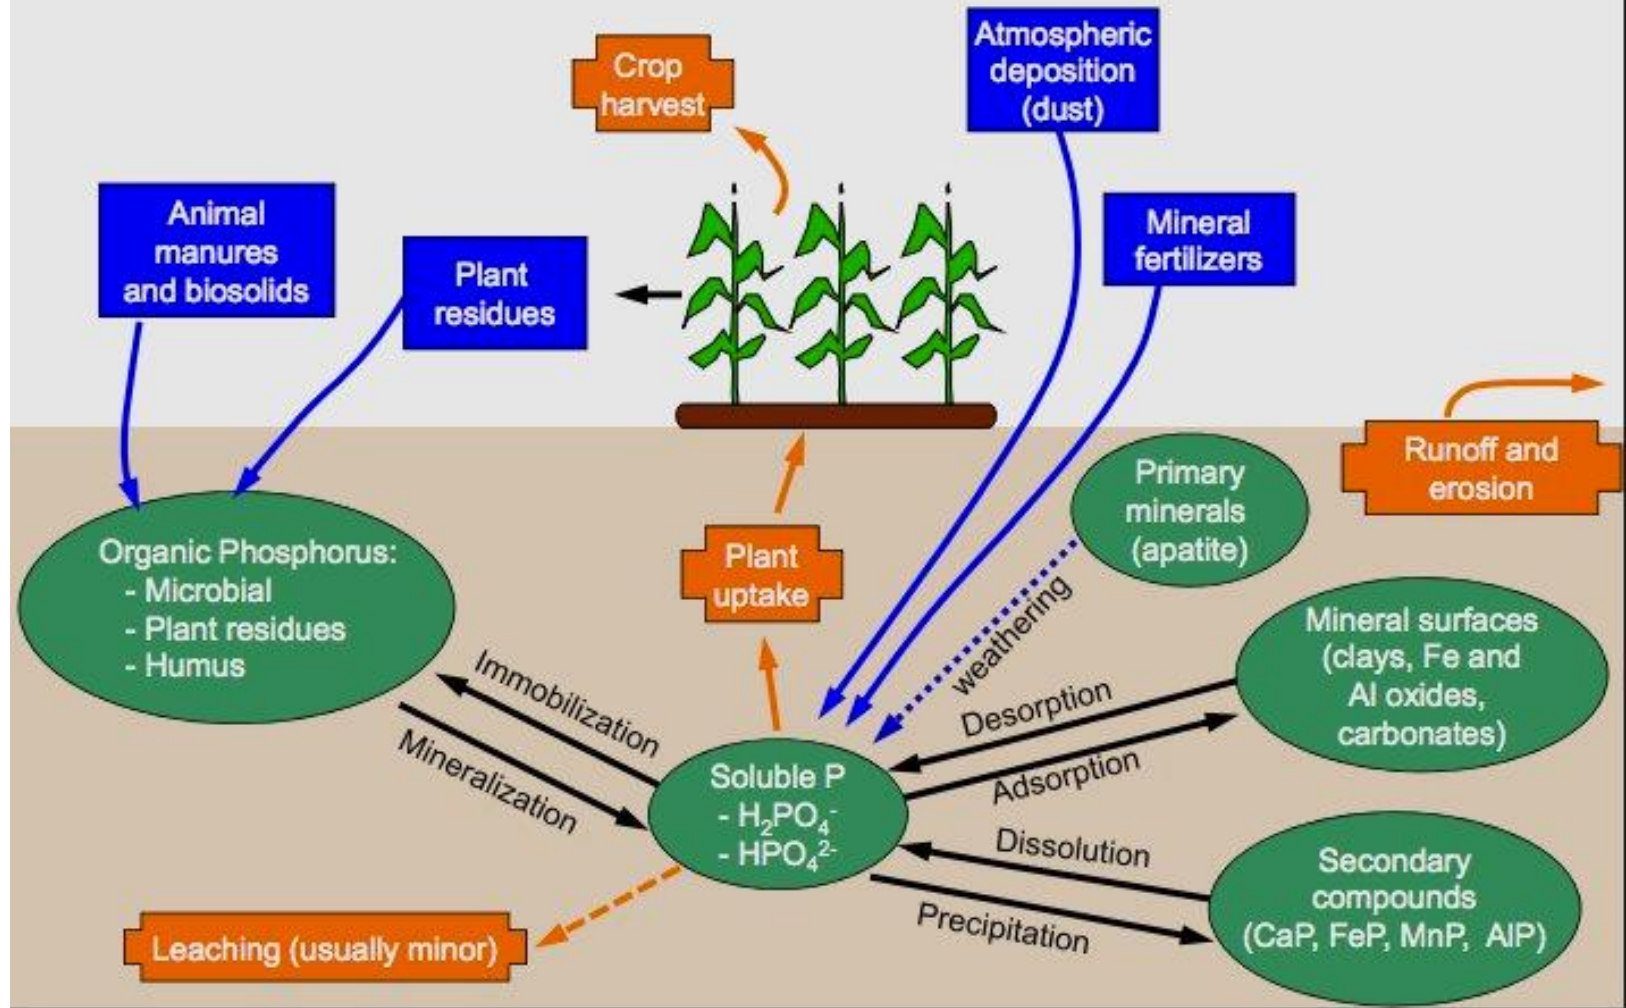 Atmospheric
deposition
(dust)
Crop
harvest
Animal
manures
and biosolids
Plant
residues
Mineral
fertilizers
Runoff and
erosion
Primary
minerals
(apatite)
Organic Phosphorus:
- Microbial
- Plant residues
- Humus
Plant
uptake
weathering
Mineral surfaces
(clays, Fe and
Al oxides,
carbonates)
Immobilization
Mineralization
Desorption
Adsorption
Soluble P
- H₂PO₄⁻
- HPO₄²⁻
Dissolution
Precipitation
Secondary
compounds
(CaP, FeP, MnP, AlP)
Leaching (usually minor)